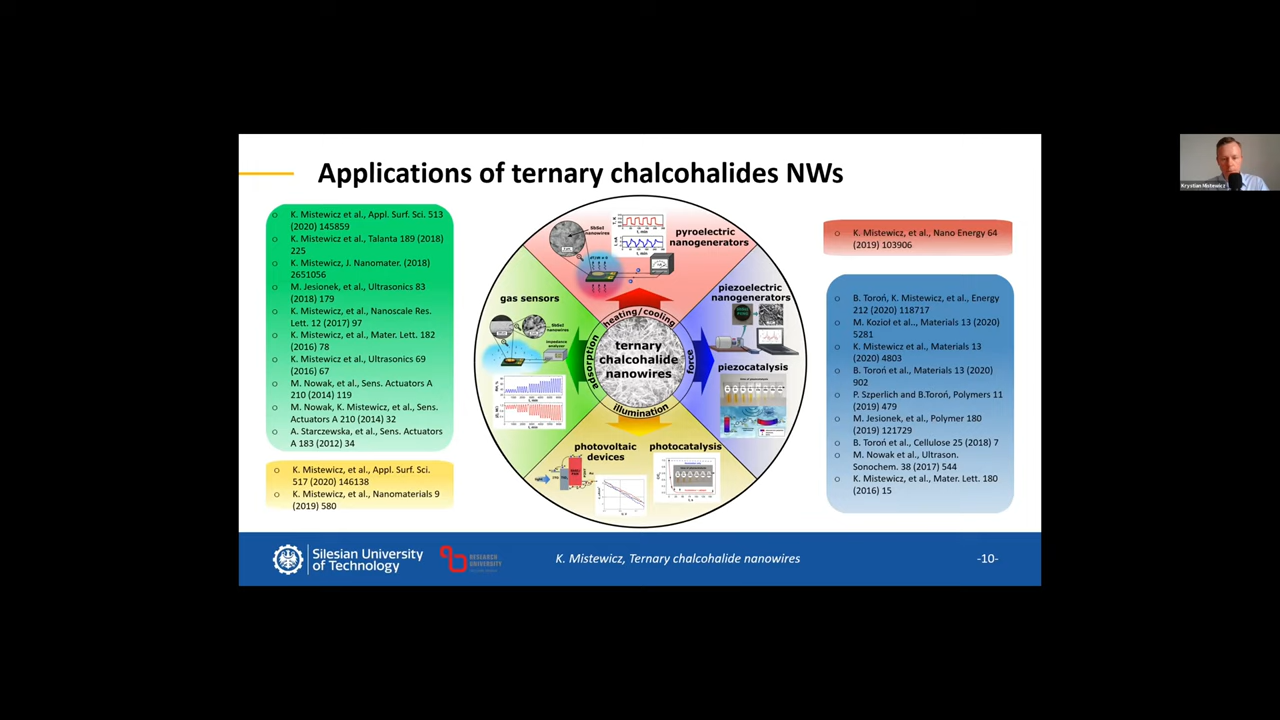 Applications of ternary chalcohalides NWs
K. Mistewicz et al., Appl. Surf. Sci. 513
(2020) 145859
K. Mistewicz et al., Talanta 189 (2018)
225
K. Mistewicz, J. Nanomater. (2018)
2651056
M. Jesionek, et al., Ultrasonics 83
(2018) 179
K. Mistewicz, et al., Nanoscale Res.
Lett. 12 (2017) 97
K. Mistewicz, et al., Mater. Lett. 182
(2016) 78
K. Mistewicz et al., Ultrasonics 69
(2016) 67
M. Nowak, et al., Sens. Actuators A
210 (2014) 119
M. Nowak, K. Mistewicz, et al., Sens.
Actuators A 210 (2014) 32
A. Starczewska, et al., Sens. Actuators
A 183 (2012) 34
K. Mistewicz, et al., Appl. Surf. Sci.
517 (2020) 146138
K. Mistewicz, et al., Nanomaterials 9
(2019) 580
pyroelectric
nanogenerators
SbSeI
nanowires
gas sensors
SbSeI
nanowires
impedance
analyzer
piezoelectric
nanogenerators
piezocatalysis
heating/cooling
adsorption
force
illumination
ternary
chalcohalide
nanowires
photovoltaic
devices
photocatalysis
K. Mistewicz, et al., Nano Energy 64
(2019) 103906
B. Toroń, K. Mistewicz, et al., Energy
212 (2020) 118717
M. Kozioł et al.., Materials 13 (2020)
5281
K. Mistewicz et al., Materials 13
(2020) 4803
B. Toroń et al., Materials 13 (2020)
902
P. Szperlich and B.Toroń, Polymers 11
(2019) 479
M. Jesionek et al., Polymer 180
(2019) 121729
B. Toroń et al., Cellulose 25 (2018) 7
M. Nowak et al., Ultrason.
Sonochem. 38 (2017) 544
K. Mistewicz, et al., Mater. Lett. 180
(2016) 15
Silesian University
of Technology
RESEARCH
UNIVERSITY
K. Mistewicz, Ternary chalcohalide nanowires
-10-
Krystian Mistewicz